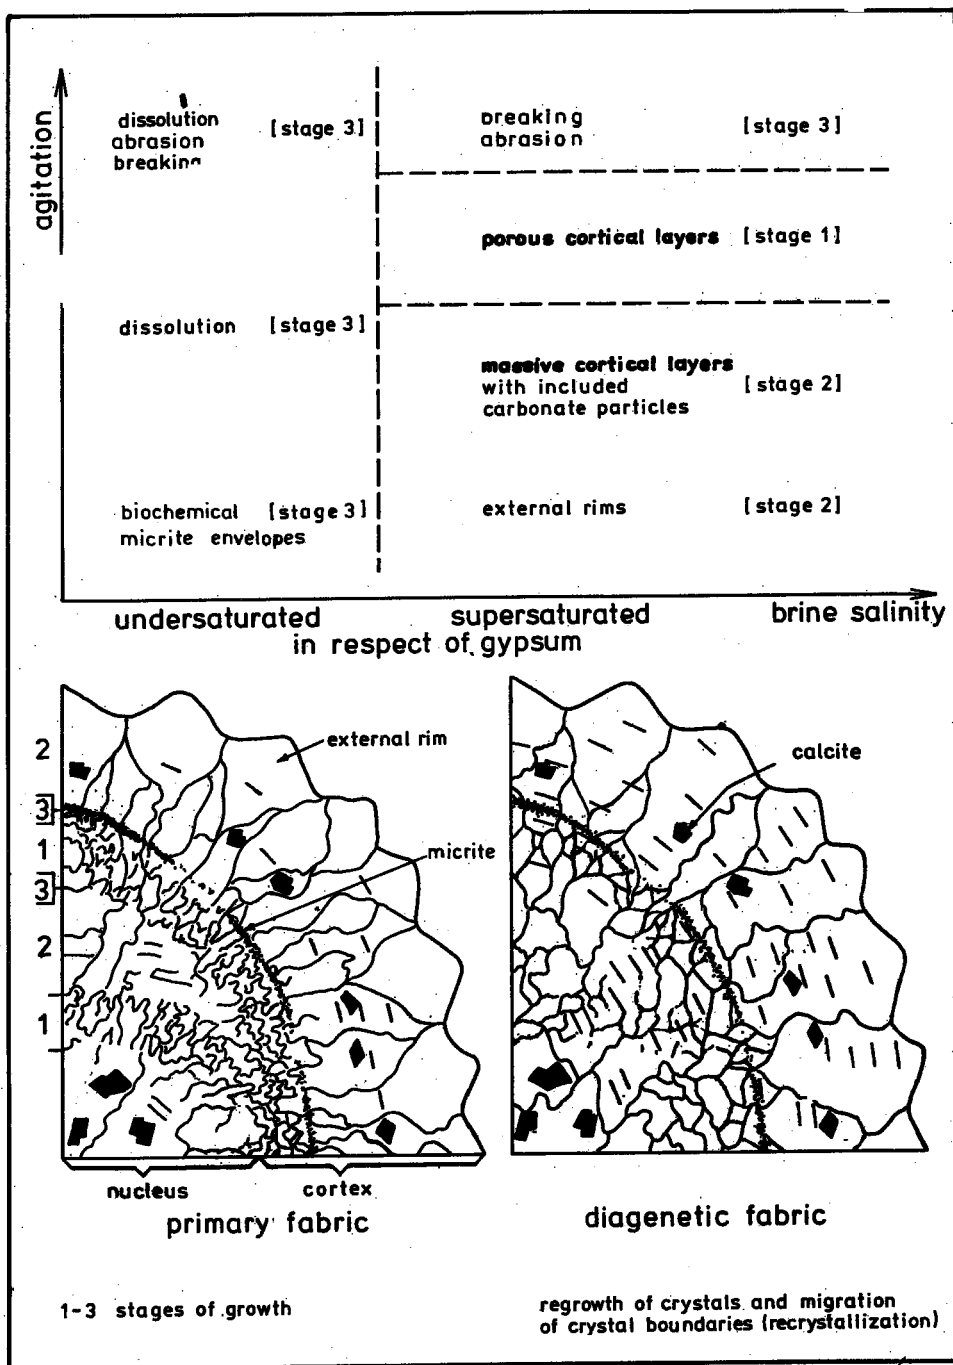 agitation
dissolution [stage 3]
abrasion
breaking
breaking [stage 3]
abrasion
porous cortical layers [stage 1]
dissolution [stage 3]
massive cortical layers
with included [stage 2]
carbonate particles
biochemical [stage 3]
micrite envelopes
external rims [stage 2]
undersaturated supersaturated brine salinity
in respect of gypsum
2
3
1
3
2
1
external rim
micrite
calcite
nucleus cortex
primary fabric
diagenetic fabric
1-3 stages of growth
regrowth of crystals and migration
of crystal boundaries (recrystallization)